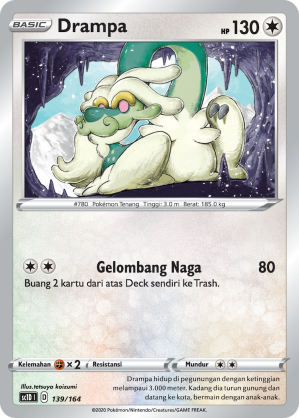 BASIC Drampa HP 130
#780 Pokémon Tenang Tinggi: 3.0 m Berat: 185.0 kg
Gelombang Naga 80
Buang 2 kartu dari atas Deck sendiri ke Trash.
Kelemahan ×2 Resistansi Mundur
Illus.tetsuya koizumi
sc1D I D 139/164
Drampa hidup di pegunungan dengan ketinggian
melampaui 3.000 meter. Kadang dia turun gunung dan
datang ke kota, bermain dengan anak-anak.
©2020 Pokémon/Nintendo/Creatures/GAME FREAK.